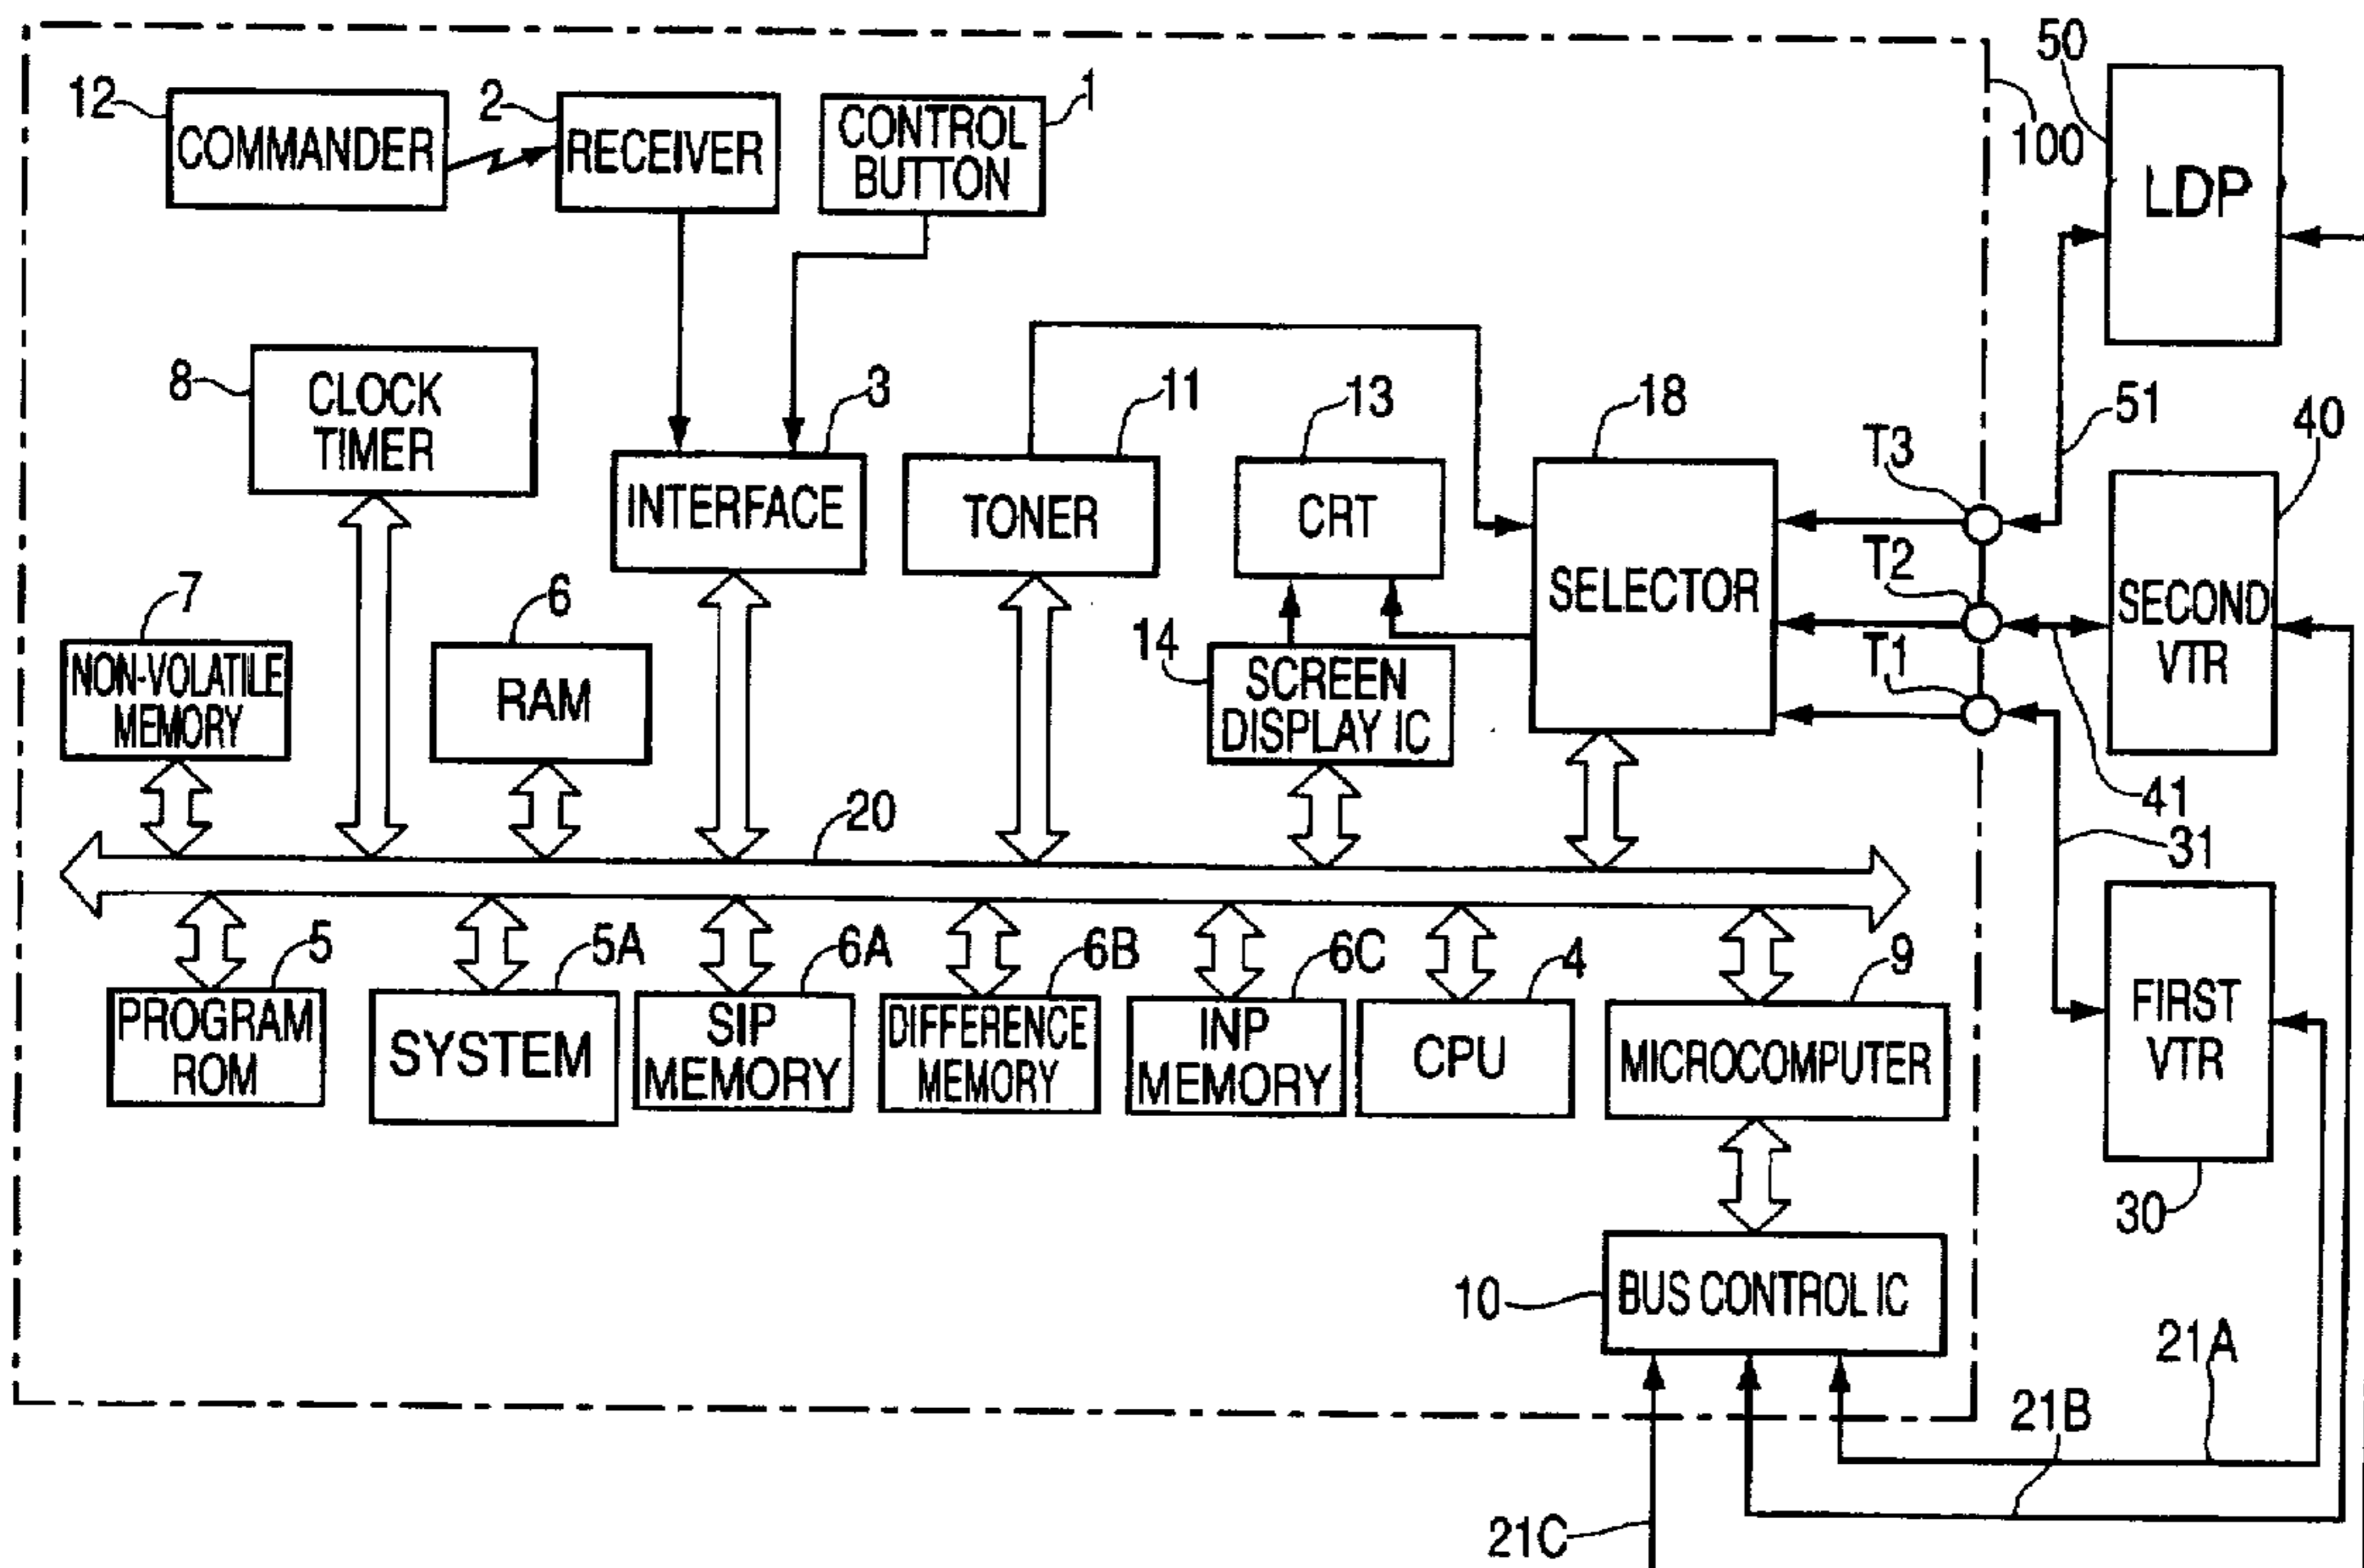 50
12
COMMANDER
2
RECEIVER
CONTROL
BUTTON
1
100
LDP
8
CLOCK
TIMER
3
INTERFACE
11
TONER
13
CRT
18
SELECTOR
T3
T2
T1
51
40
SECOND
VTR
41
31
7
NON-VOLATILE
MEMORY
6
RAM
14
SCREEN
DISPLAY IC
20
5
PROGRAM
ROM
5A
SYSTEM
6A
SIP
MEMORY
6B
DIFFERENCE
MEMORY
6C
INP
MEMORY
4
CPU
9
MICROCOMPUTER
FIRST
VTR
30
10
BUS CONTROL IC
21A
21B
21C